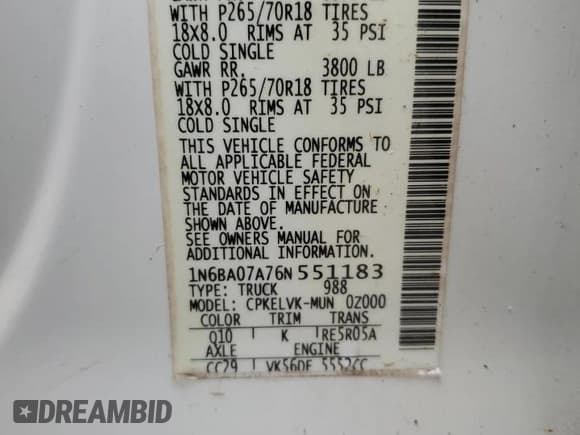 WITH P265/70R18 TIRES
18X8.0 RIMS AT 35 PSI
COLD SINGLE
GAWR RR. 3800 LB
WITH P265/70R18 TIRES
18X8.0 RIMS AT 35 PSI
COLD SINGLE
THIS VEHICLE CONFORMS TO
ALL APPLICABLE FEDERAL
MOTOR VEHICLE SAFETY
STANDARDS IN EFFECT ON
THE DATE OF MANUFACTURE
SHOWN ABOVE.
SEE OWNERS MANUAL FOR
ADDITIONAL INFORMATION.
1N6BA07A76N551183
TYPE: TRUCK 988
MODEL: CPKELVK-MUN 0Z000
COLOR TRIM TRANS
Q10 K RE5R05A
AXLE ENGINE
CC29 VK56DE 5552CC
DREAMBID